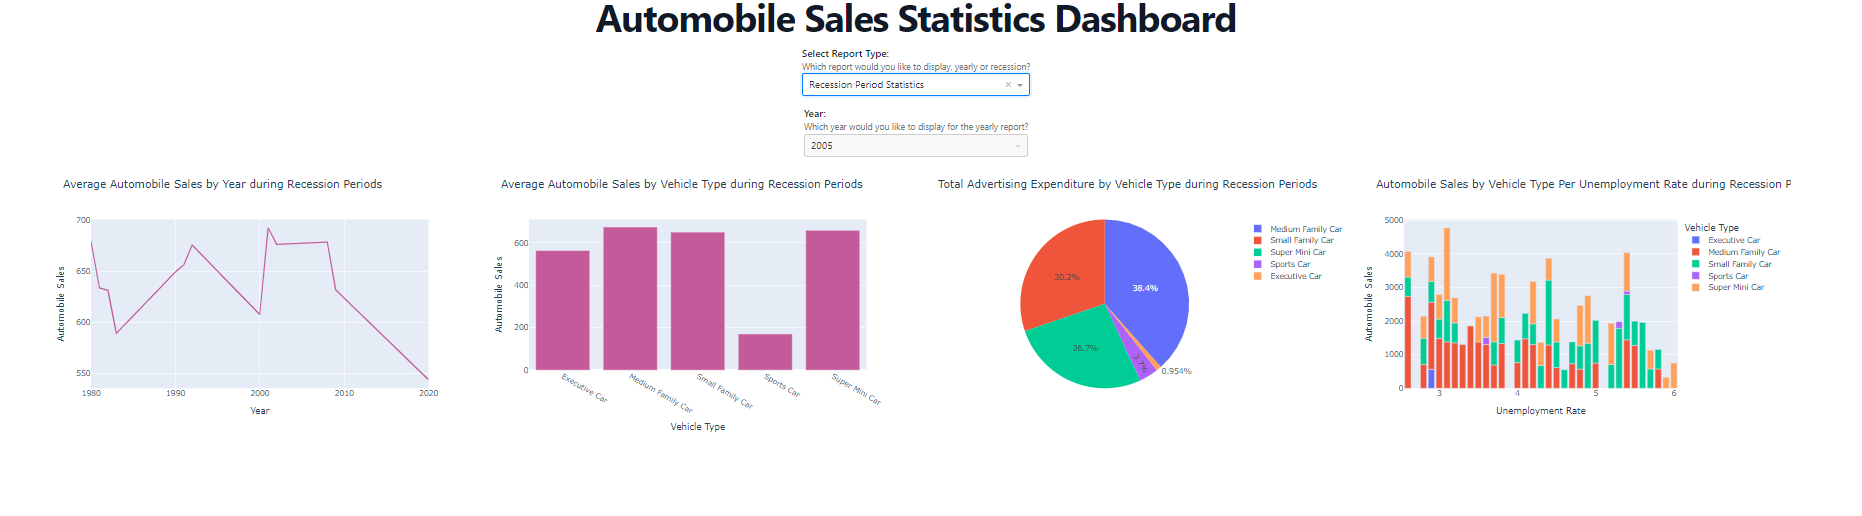 Automobile Sales Statistics Dashboard
Select Report Type:
Which report would you like to display, yearly or recession?
Recession Period Statistics
Year:
Which year would you like to display for the yearly report?
2005
Average Automobile Sales by Year during Recession Periods
700
650
600
550
Automobile Sales
1980
1990
2000
2010
2020
Year
Average Automobile Sales by Vehicle Type during Recession Periods
600
400
200
0
Automobile Sales
Executive Car
Medium Family Car
Small Family Car
Sports Car
Super Mini Car
Vehicle Type
Total Advertising Expenditure by Vehicle Type during Recession Periods
30.2%
38.4%
26.7%
3.7%
0.954%
Medium Family Car
Small Family Car
Super Mini Car
Sports Car
Executive Car
Automobile Sales by Vehicle Type Per Unemployment Rate during Recession P
5000
4000
3000
2000
1000
0
Automobile Sales
3
4
5
6
Unemployment Rate
Vehicle Type
Executive Car
Medium Family Car
Small Family Car
Sports Car
Super Mini Car